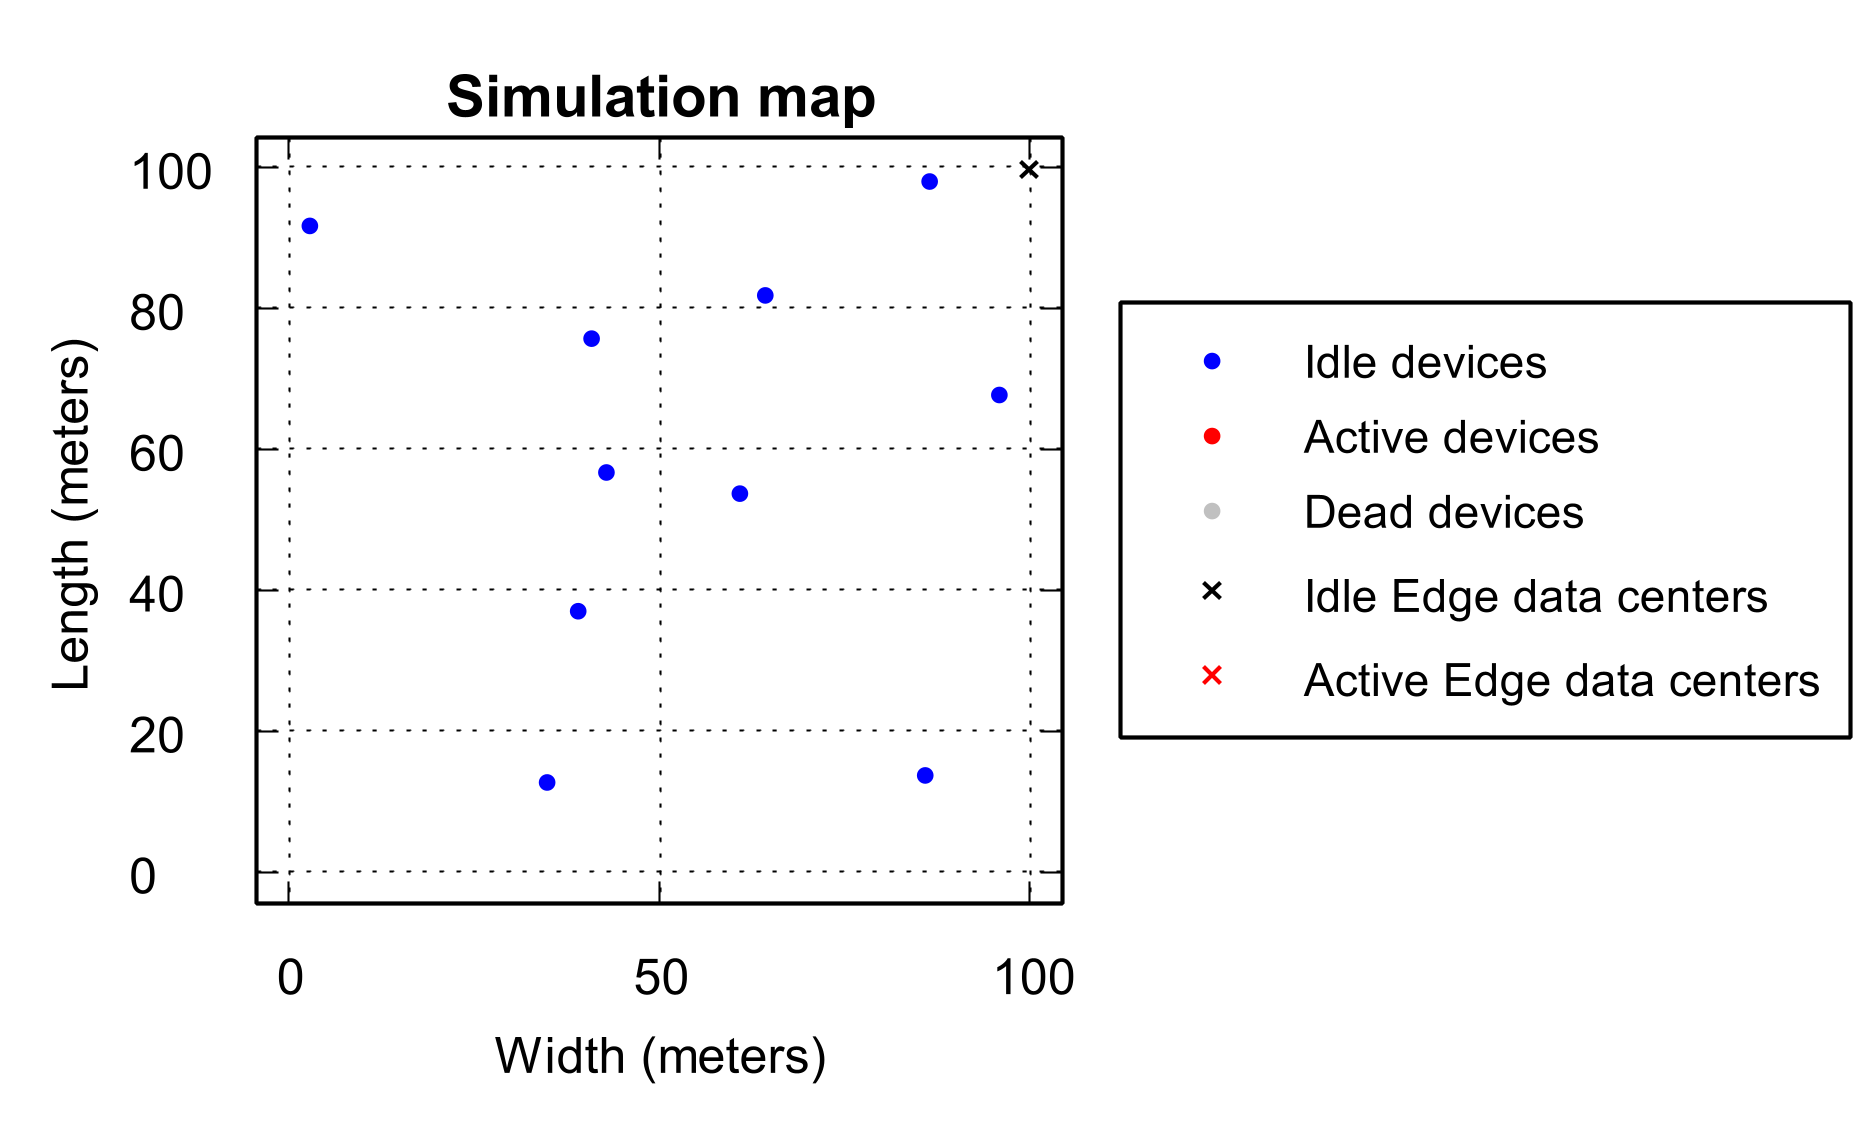 Simulation map
100
80
60
40
20
0
Length (meters)
0 50 100
Width (meters)
Idle devices
Active devices
Dead devices
Idle Edge data centers
Active Edge data centers